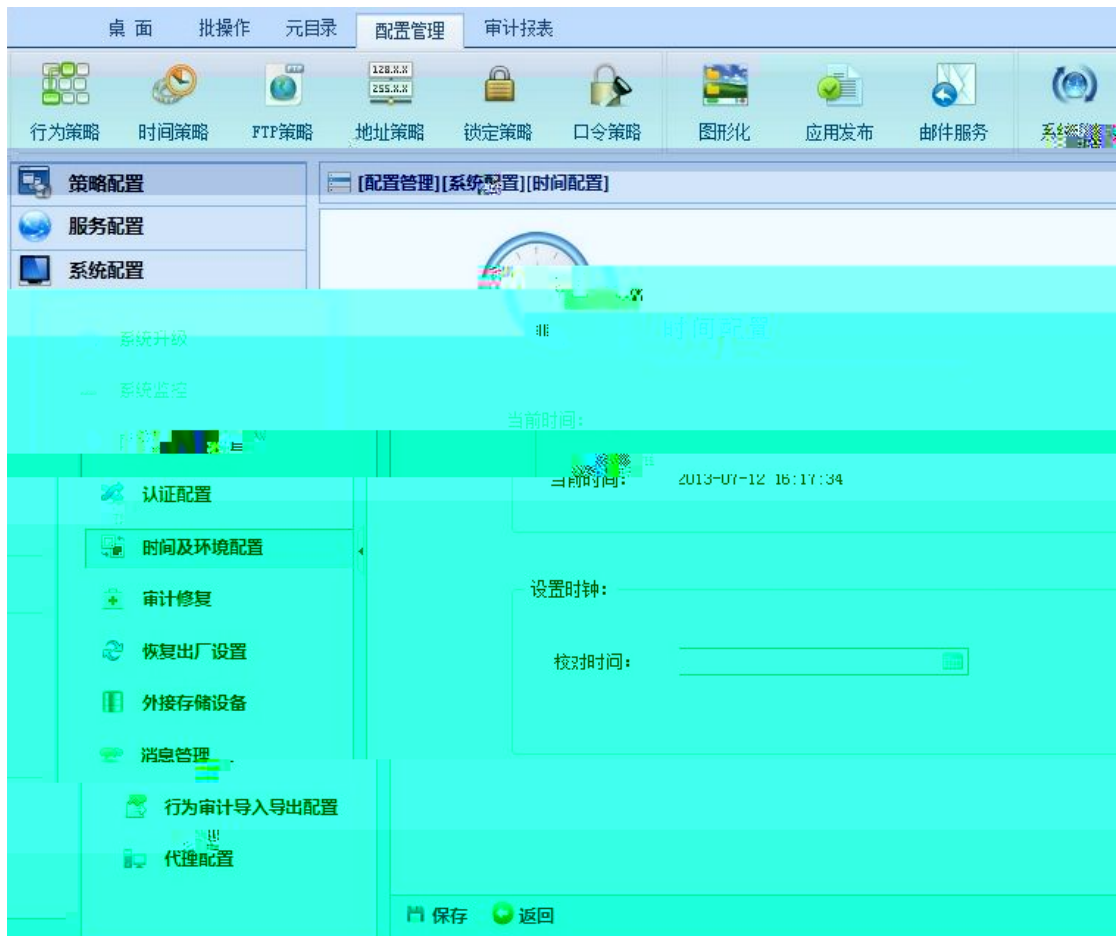 桌 面 批操作 元目录 配置管理 审计报表
128.X.X
255.X.X
行为策略 时间策略 FTP策略 地址策略 锁定策略 口令策略 图形化 应用发布 邮件服务 系统
策略配置
[配置管理][系统配置][时间配置]
服务配置
系统配置
系统升级
时间配置
系统监控
当前时间:
认证配置
当前时间: 2013-07-12 16:17:34
时间及环境配置
设置时钟:
审计修复
恢复出厂设置
核对时间:
外接存储设备
消息管理
行为审计导入导出配置
代理配置
保存 返回